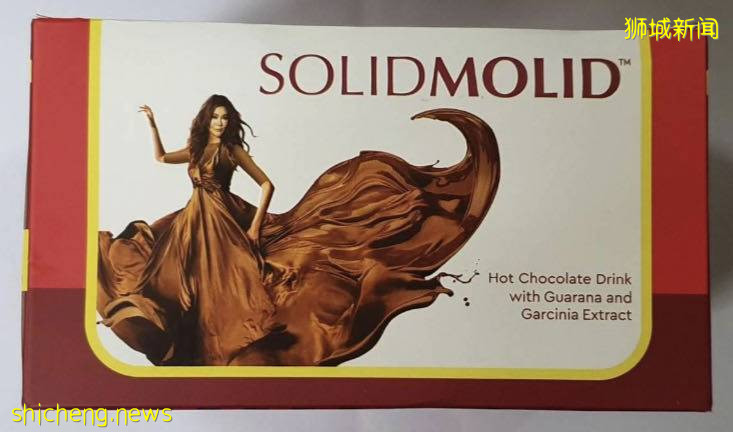 狮城新闻
SOLIDMOLID™
Hot Chocolate Drink
with Guarana and
Garcinia Extract
shicheng.news